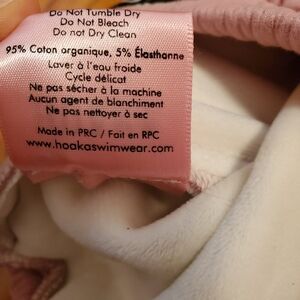 Do Not Tumble Dry
Do Not Bleach
Do not Dry Clean
95% Coton organique, 5% Élasthanne
Laver à l'eau froide
Cycle délicat
Ne pas sécher à la machine
Aucun agent de blanchiment
Ne pas nettoyer à sec
Made in PRC / Fait en RPC
www.hoakaswimwear.com